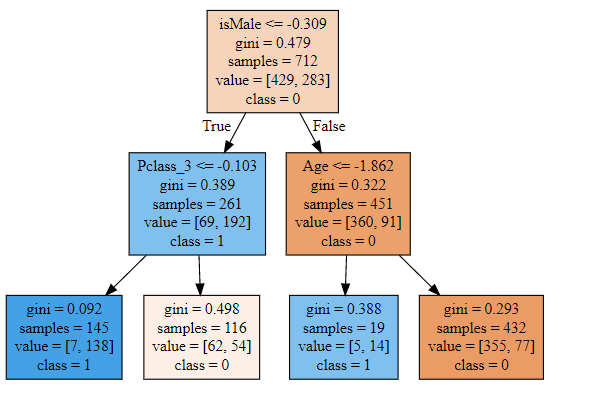 isMale <= -0.309
gini = 0.479
samples = 712
value = [429, 283]
class = 0
True
False
Pclass_3 <= -0.103
gini = 0.389
samples = 261
value = [69, 192]
class = 1
Age <= -1.862
gini = 0.322
samples = 451
value = [360, 91]
class = 0
gini = 0.092
samples = 145
value = [7, 138]
class = 1
gini = 0.498
samples = 116
value = [62, 54]
class = 0
gini = 0.388
samples = 19
value = [5, 14]
class = 1
gini = 0.293
samples = 432
value = [355, 77]
class = 0